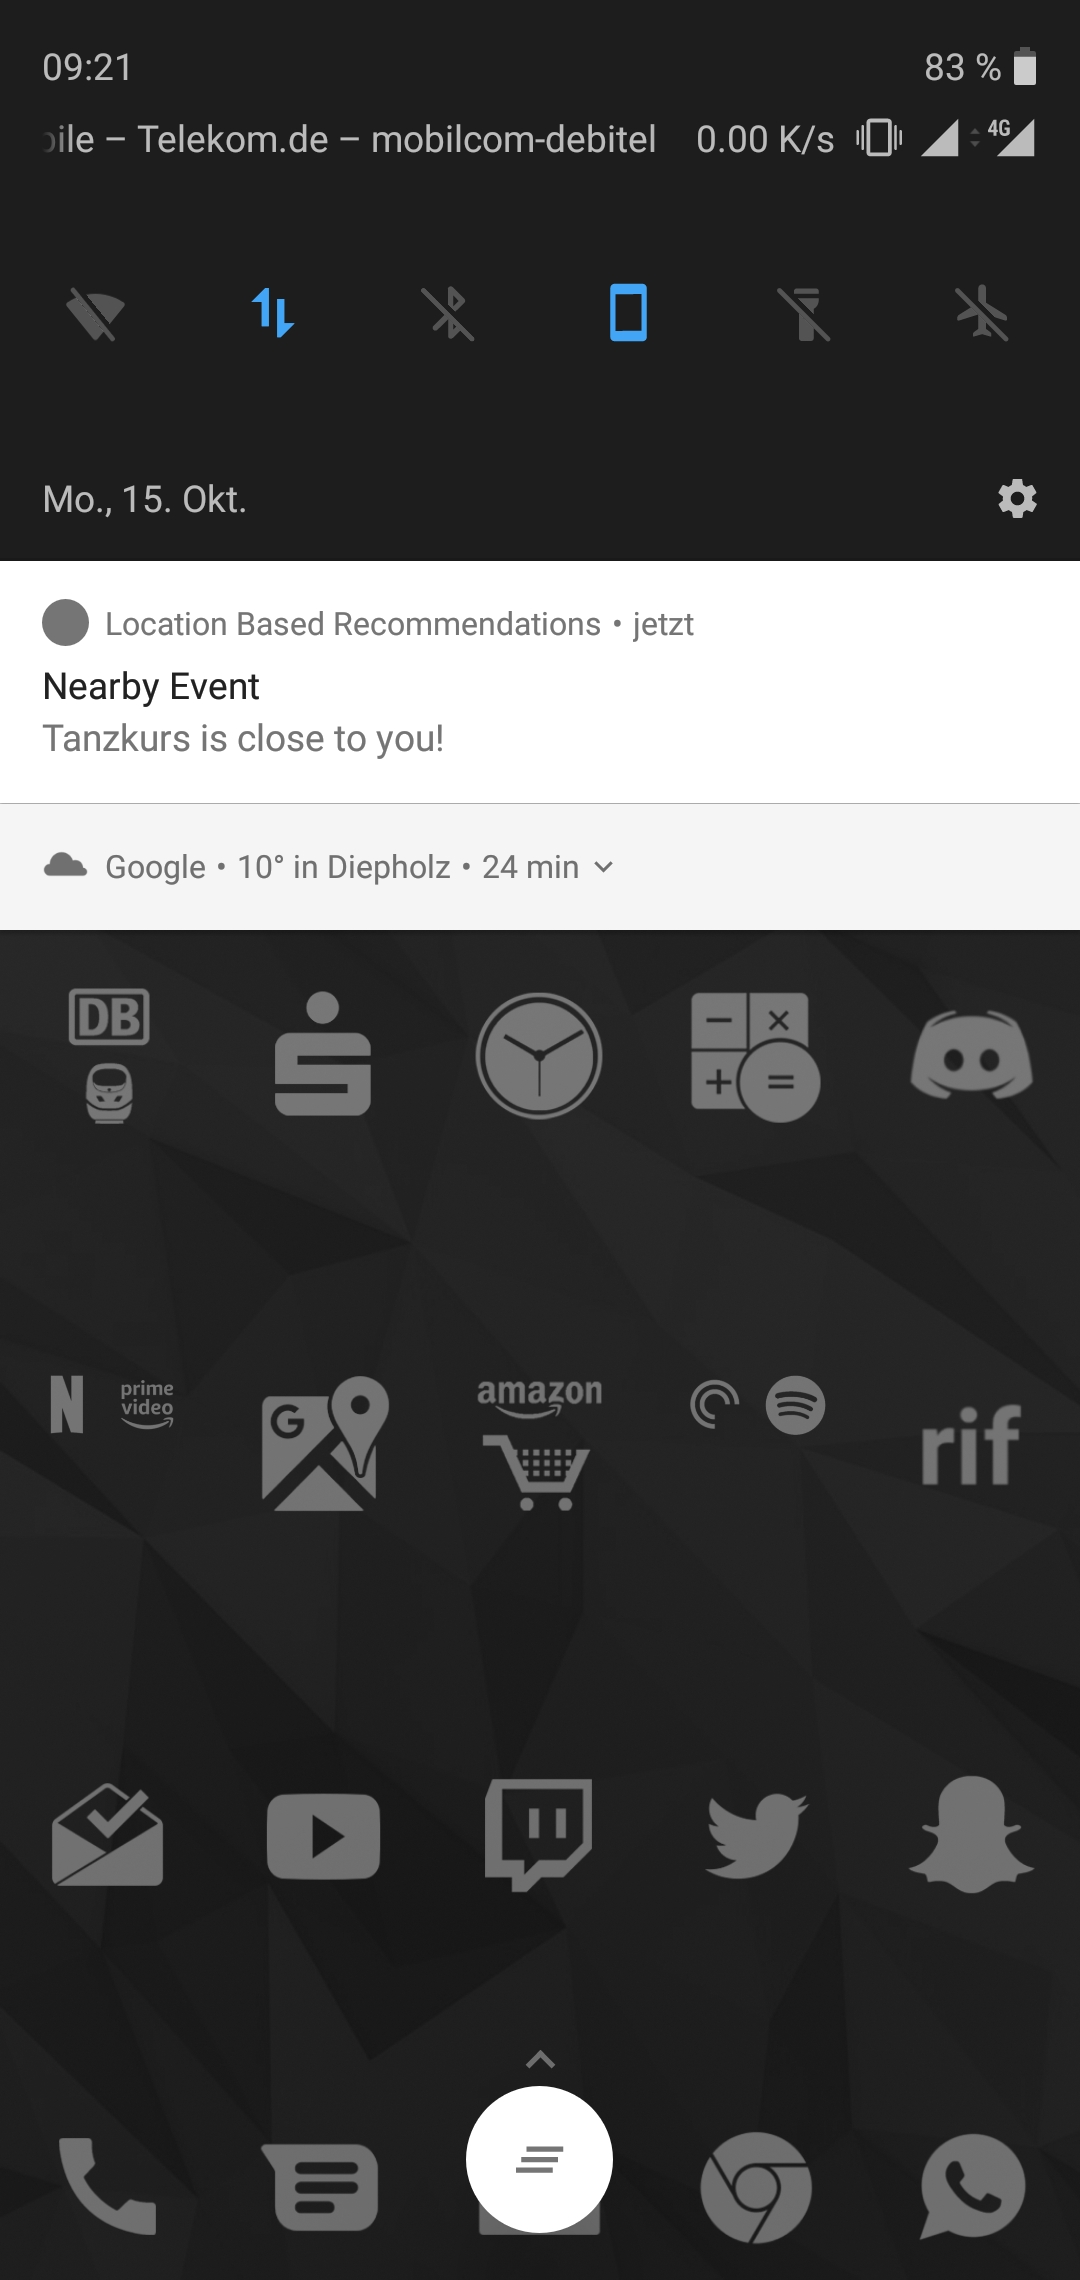 09:21
83 %
bile – Telekom.de – mobilcom-debitel
0.00 K/s
4G
Mo., 15. Okt.
Location Based Recommendations • jetzt
Nearby Event
Tanzkurs is close to you!
Google • 10° in Diepholz • 24 min
DB
N
prime
video
G
amazon
rif